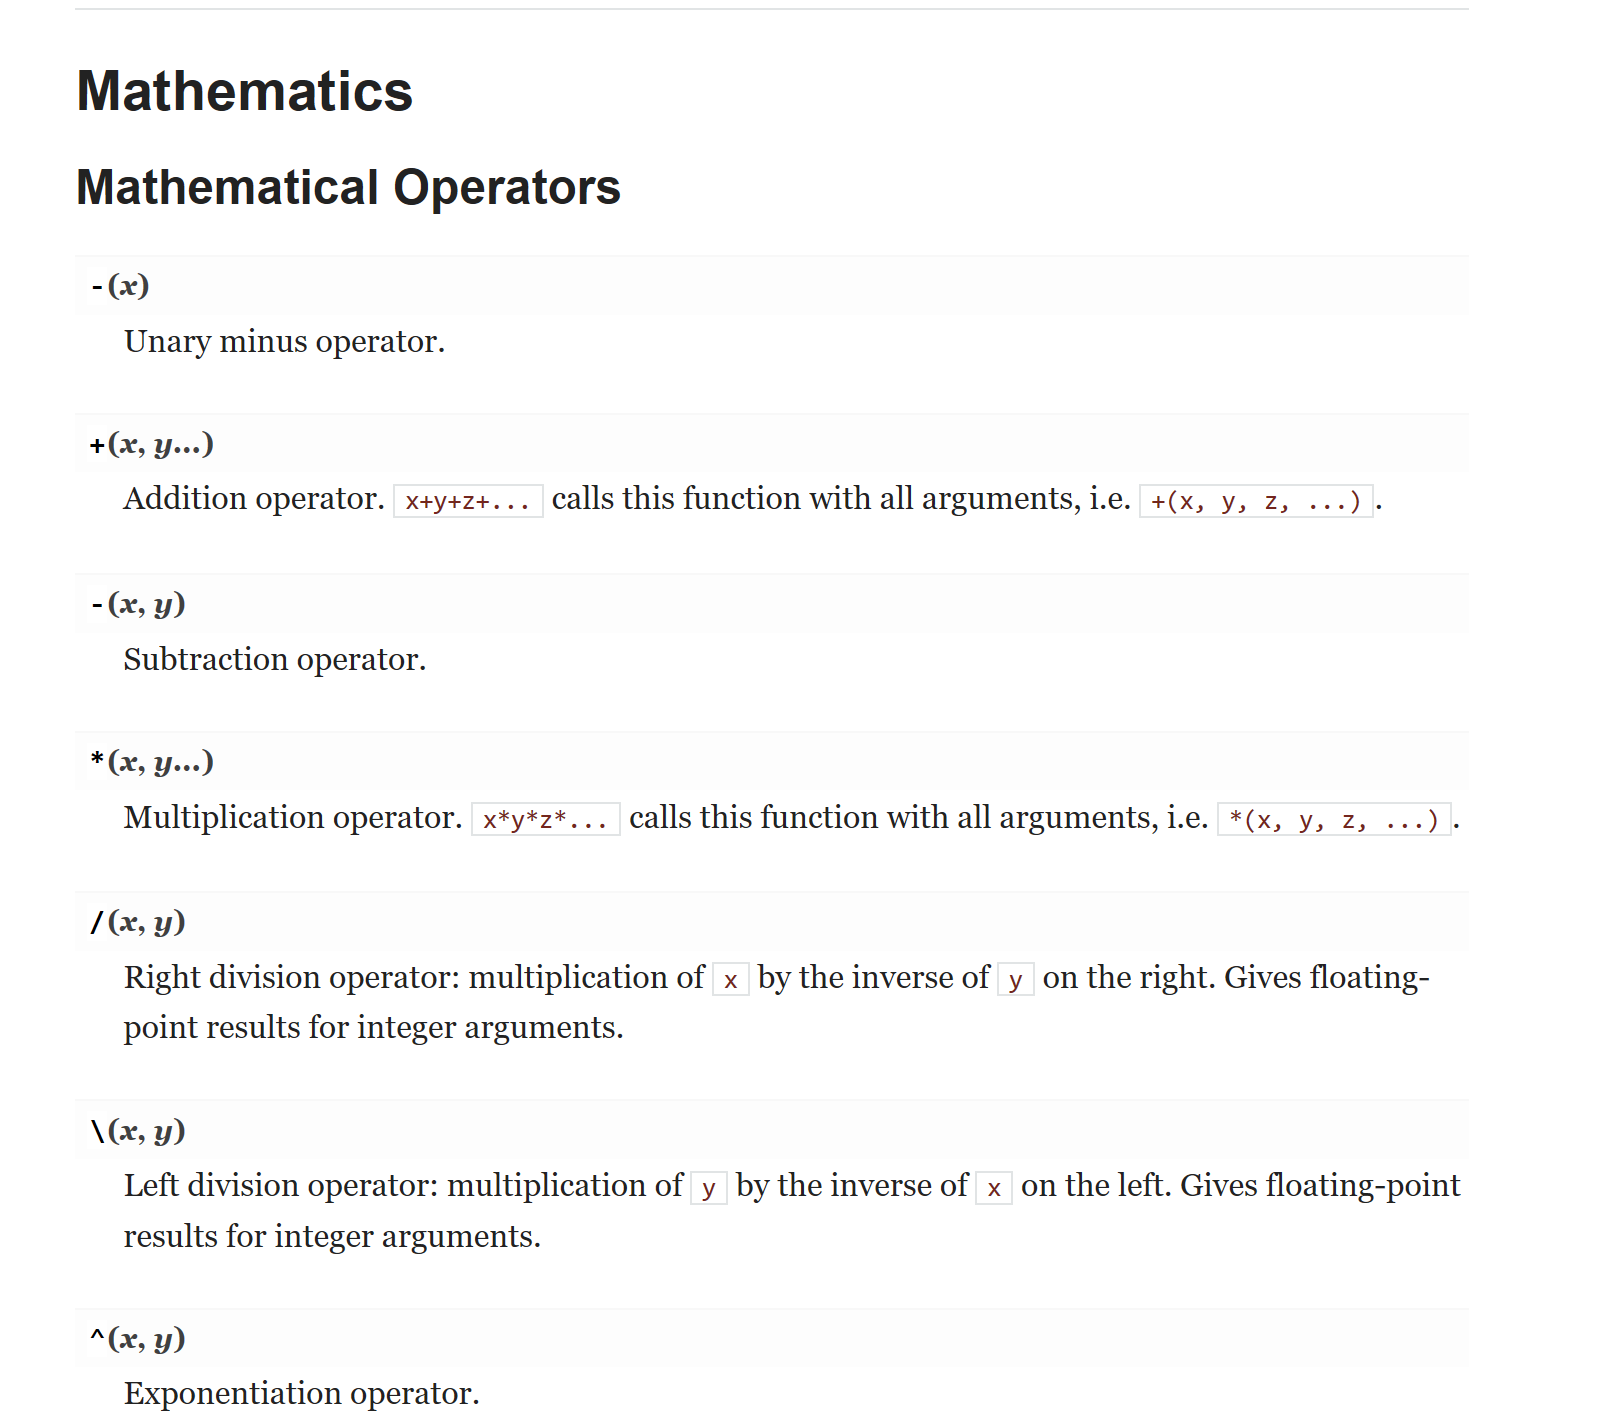 Mathematics
Mathematical Operators
-(x)
Unary minus operator.
+(x, y...)
Addition operator. x+y+z+... calls this function with all arguments, i.e. +(x, y, z, ...).
-(x, y)
Subtraction operator.
*(x, y...)
Multiplication operator. x*y*z*... calls this function with all arguments, i.e. *(x, y, z, ...).
/(x, y)
Right division operator: multiplication of x by the inverse of y on the right. Gives floating-
point results for integer arguments.
\(x, y)
Left division operator: multiplication of y by the inverse of x on the left. Gives floating-point
results for integer arguments.
^(x, y)
Exponentiation operator.